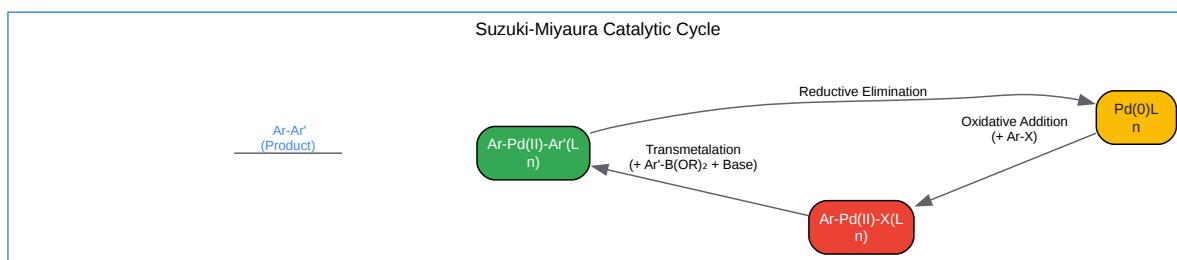 Suzuki-Miyaura Catalytic Cycle
Reductive Elimination
Pd(0)L
n
Oxidative Addition
(+ Ar-X)
Ar-Ar'
(Product)
Ar-Pd(II)-Ar'(L
n)
Transmetalation
(+ Ar'-B(OR)₂ + Base)
Ar-Pd(II)-X(L
n)